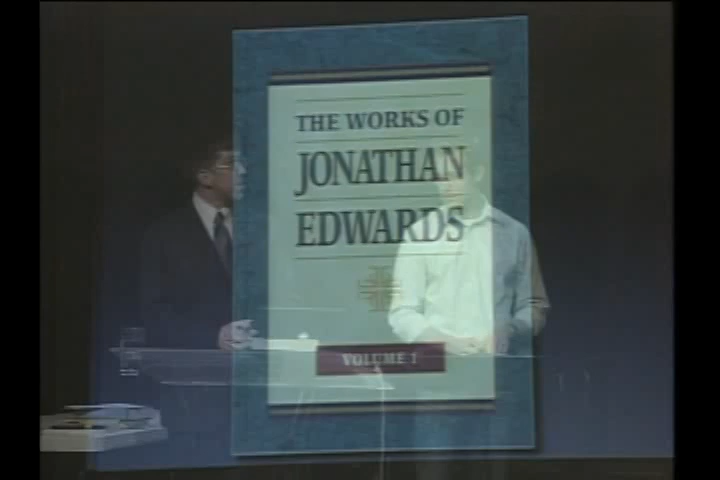 THE WORKS OF
JONATHAN
EDWARDS
VOLUME 1